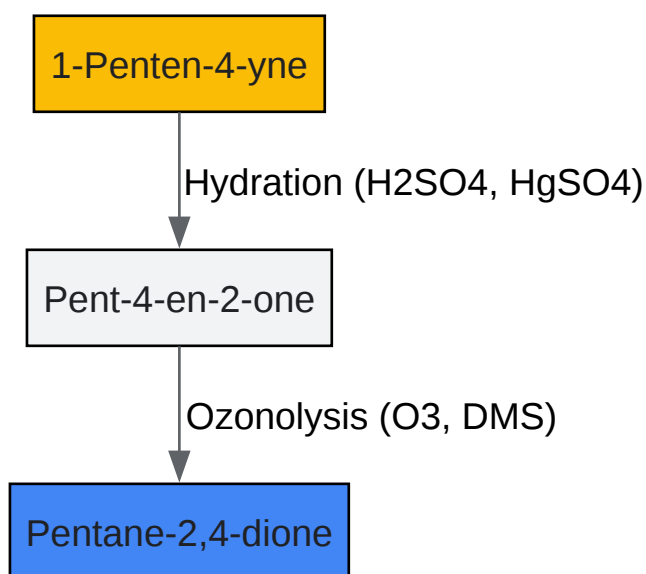 1-Penten-4-yne
Hydration (H2SO4, HgSO4)
Pent-4-en-2-one
Ozonolysis (O3, DMS)
Pentane-2,4-dione